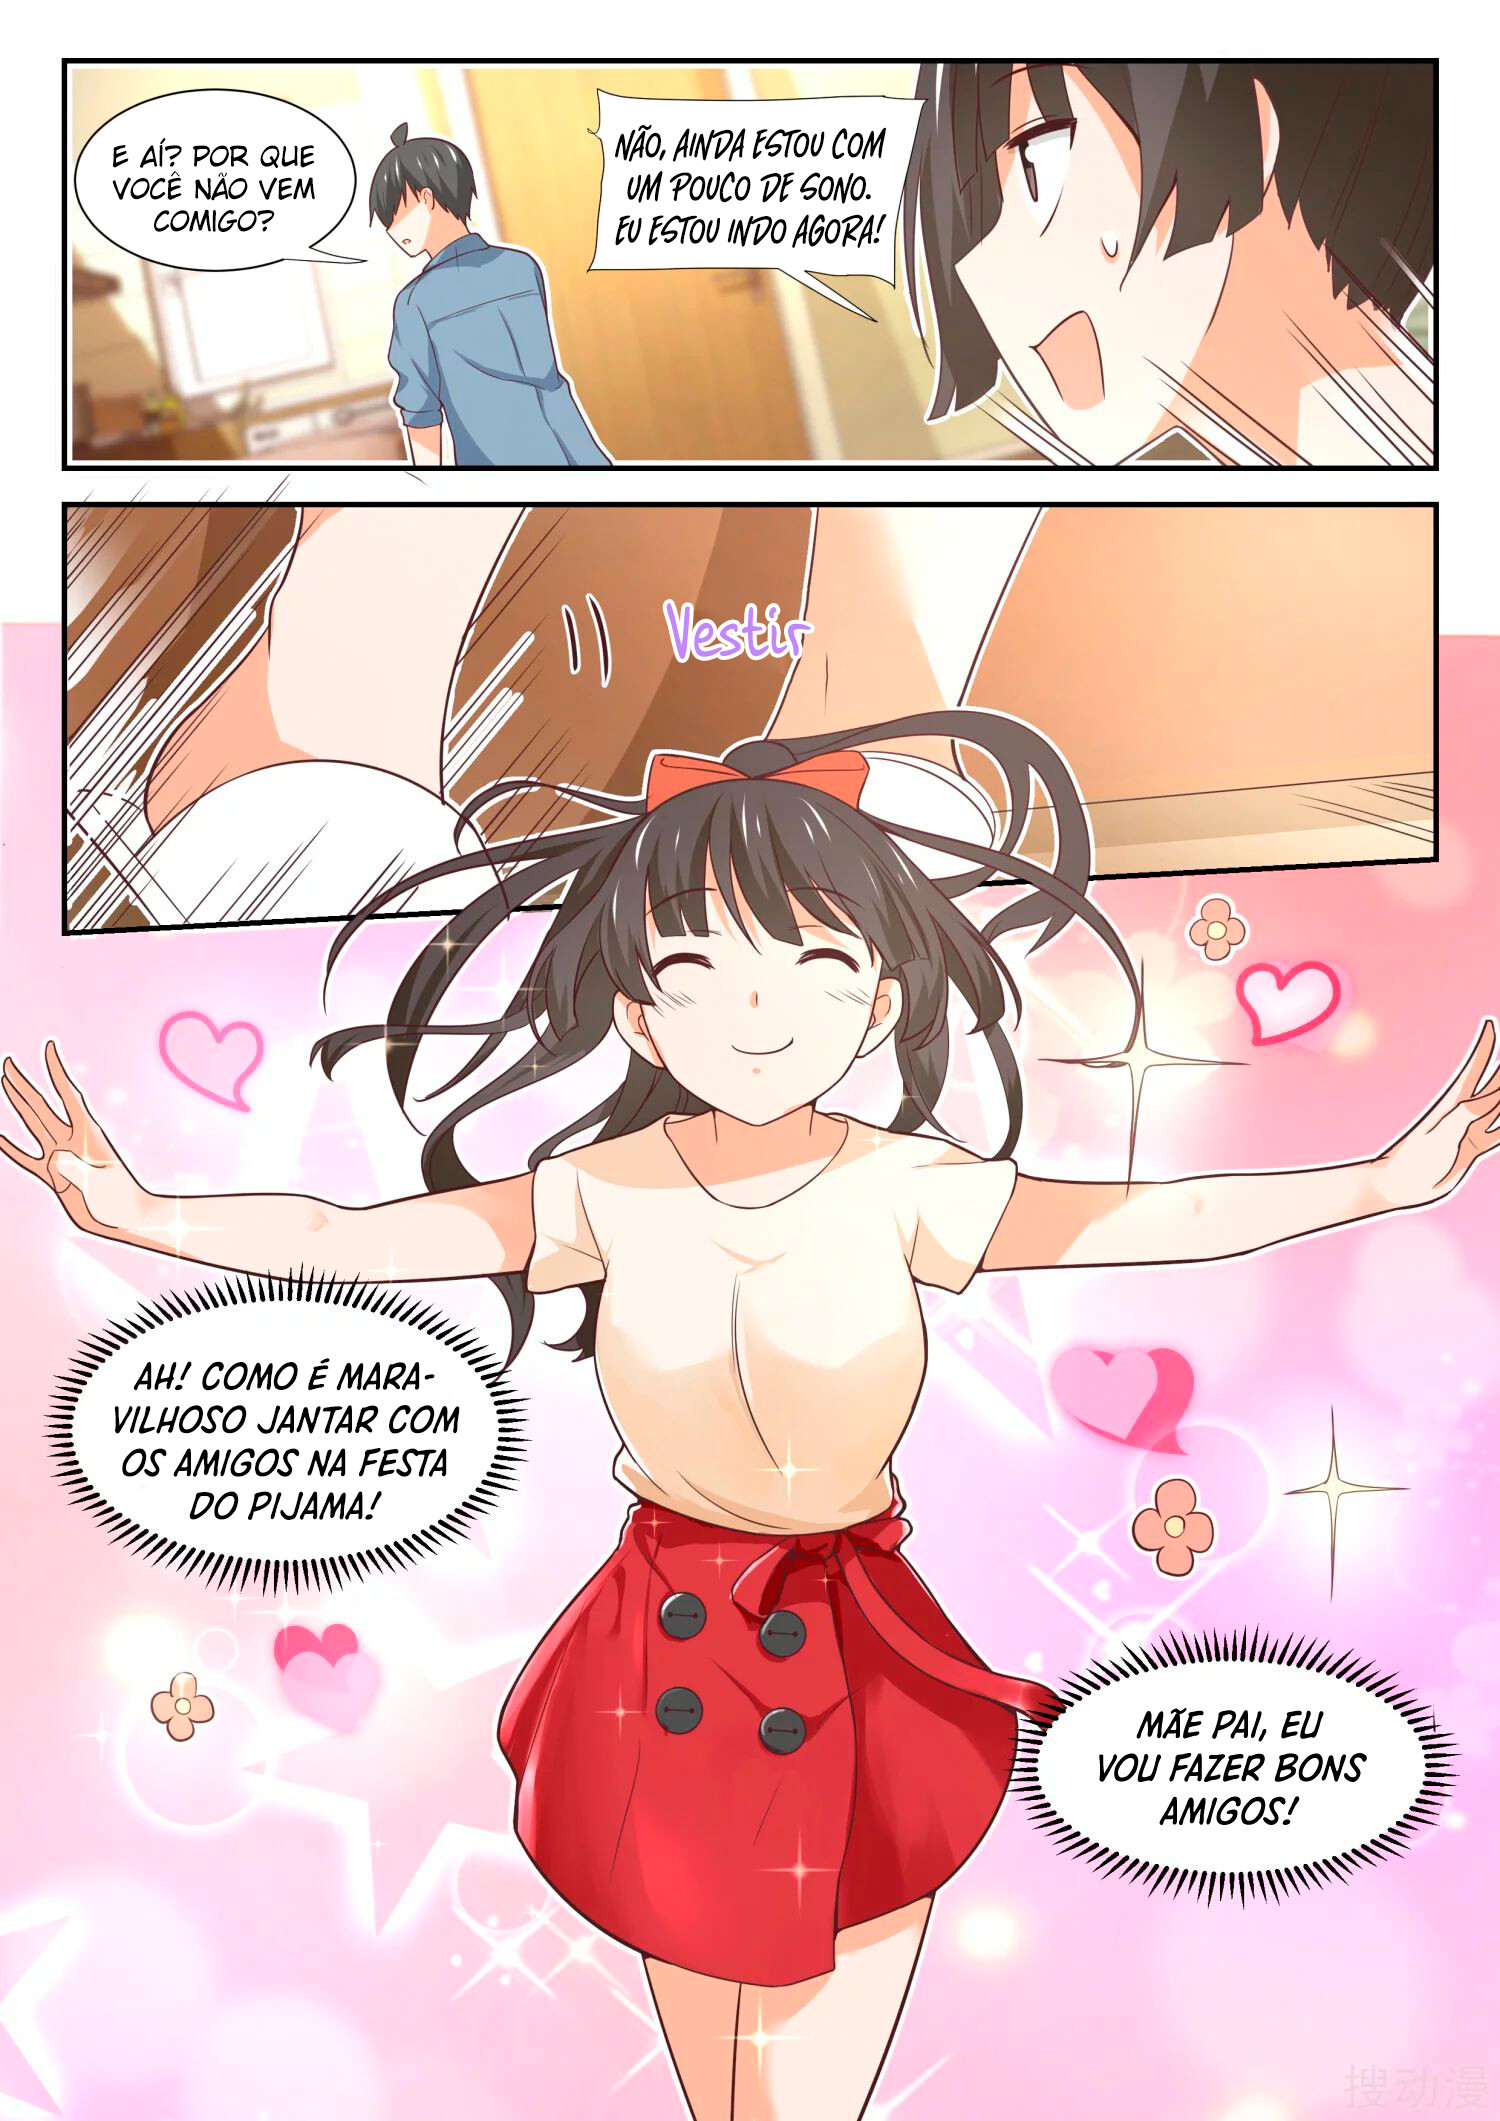 E AÍ? POR QUE
VOCÊ NÃO VEM
COMIGO?
NÃO, AINDA ESTOU COM
UM POUCO DE SONO.
EU ESTOU INDO AGORA!
Vestir
AH! COMO É MARA-
VILHOSO JANTAR COM
OS AMIGOS NA FESTA
DO PIJAMA!
MÃE PAI, EU
VOU FAZER BONS
AMIGOS!
搜动漫